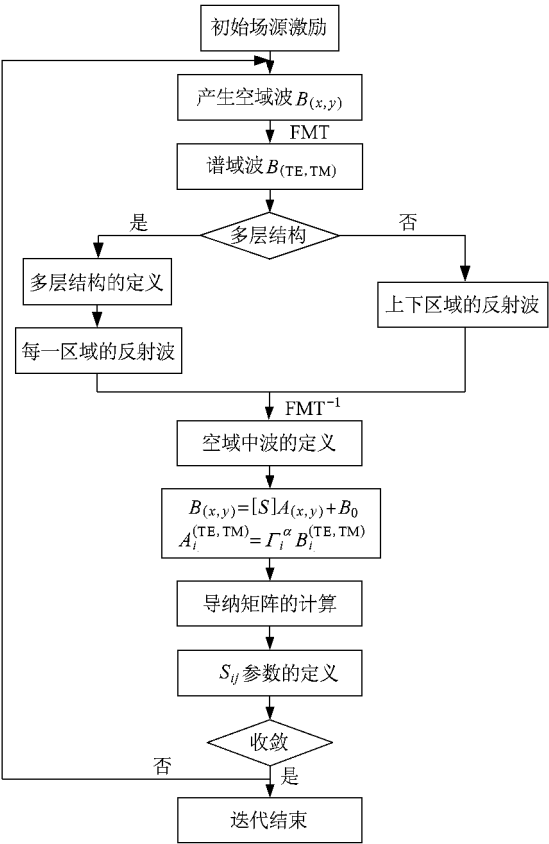 初始场源激励
产生空域波 B(x,y)
FMT
谱域波 B(TE,TM)
是
多层结构
否
多层结构的定义
上下区域的反射波
每一区域的反射波
FMT⁻¹
空域中波的定义
B(x,y)=[S]A(x,y)+B₀
A_i^(TE,TM)=Γ_i^α B_i^(TE,TM)
导纳矩阵的计算
S_ij 参数的定义
收敛
否
是
迭代结束